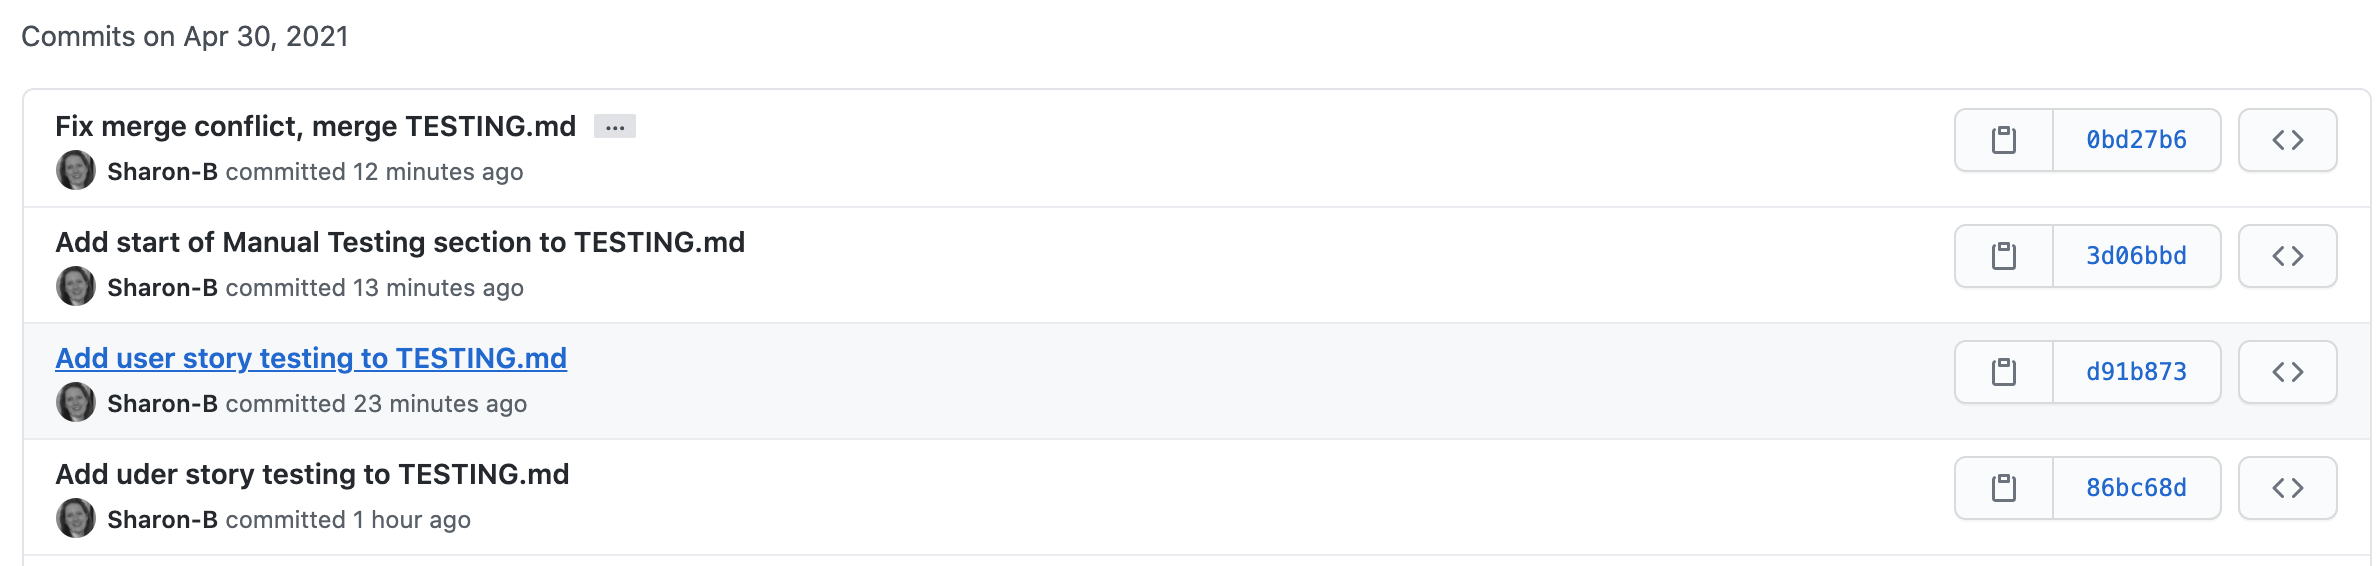 Commits on Apr 30, 2021
Fix merge conflict, merge TESTING.md ...
Sharon-B committed 12 minutes ago
0bd27b6
Add start of Manual Testing section to TESTING.md
Sharon-B committed 13 minutes ago
3d06bbd
Add user story testing to TESTING.md
Sharon-B committed 23 minutes ago
d91b873
Add uder story testing to TESTING.md
Sharon-B committed 1 hour ago
86bc68d